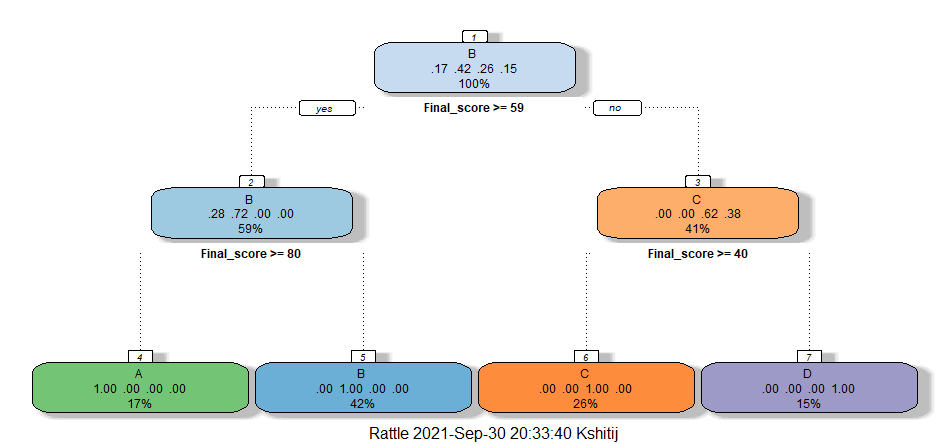 1
B
.17 .42 .26 .15
100%
yes Final_score >= 59 no
2 3
B C
.28 .72 .00 .00 .00 .00 .62 .38
59% 41%
Final_score >= 80 Final_score >= 40
4 5 6 7
A B C D
1.00 .00 .00 .00 .00 1.00 .00 .00 .00 .00 1.00 .00 .00 .00 .00 1.00
17% 42% 26% 15%
Rattle 2021-Sep-30 20:33:40 Kshitij